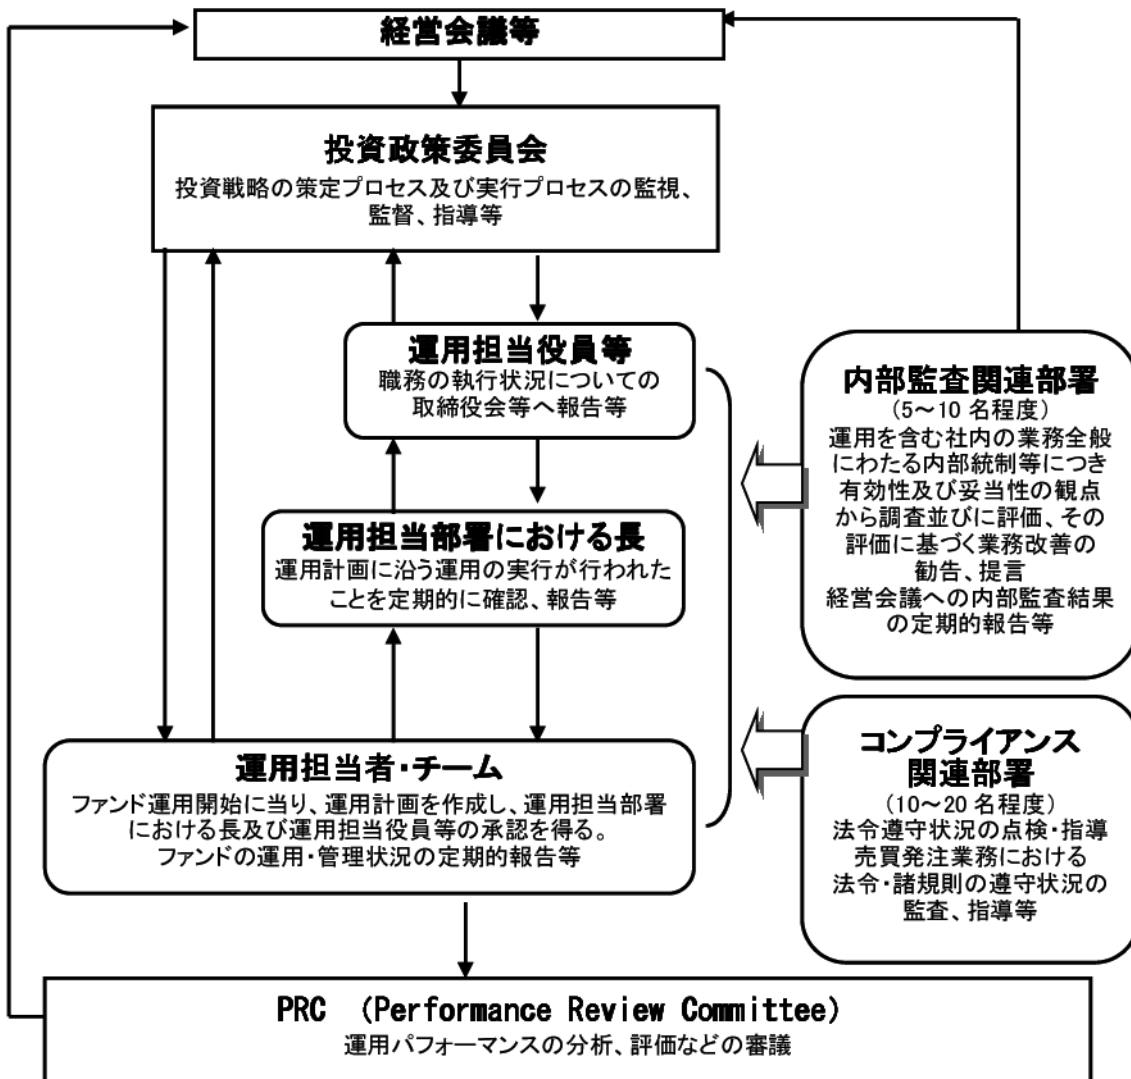 経営会議等
投資政策委員会
投資戦略の策定プロセス及び実行プロセスの監視、
監督、指導等
運用担当役員等
職務の執行状況についての
取締役会等へ報告等
運用担当部署における長
運用計画に沿う運用の実行が行われた
ことを定期的に確認、報告等
運用担当者・チーム
ファンド運用開始に当り、運用計画を作成し、運用担当部署
における長及び運用担当役員等の承認を得る。
ファンドの運用・管理状況の定期的報告等
内部監査関連部署
(5～10 名程度)
運用を含む社内の業務全般
にわたる内部統制等につき
有効性及び妥当性の観点
から調査並びに評価、その
評価に基づく業務改善の
勧告、提言
経営会議への内部監査結果
の定期的報告等
コンプライアンス
関連部署
(10～20 名程度)
法令遵守状況の点検・指導
売買発注業務における
法令・諸規則の遵守状況の
監査、指導等
PRC (Performance Review Committee)
運用パフォーマンスの分析、評価などの審議